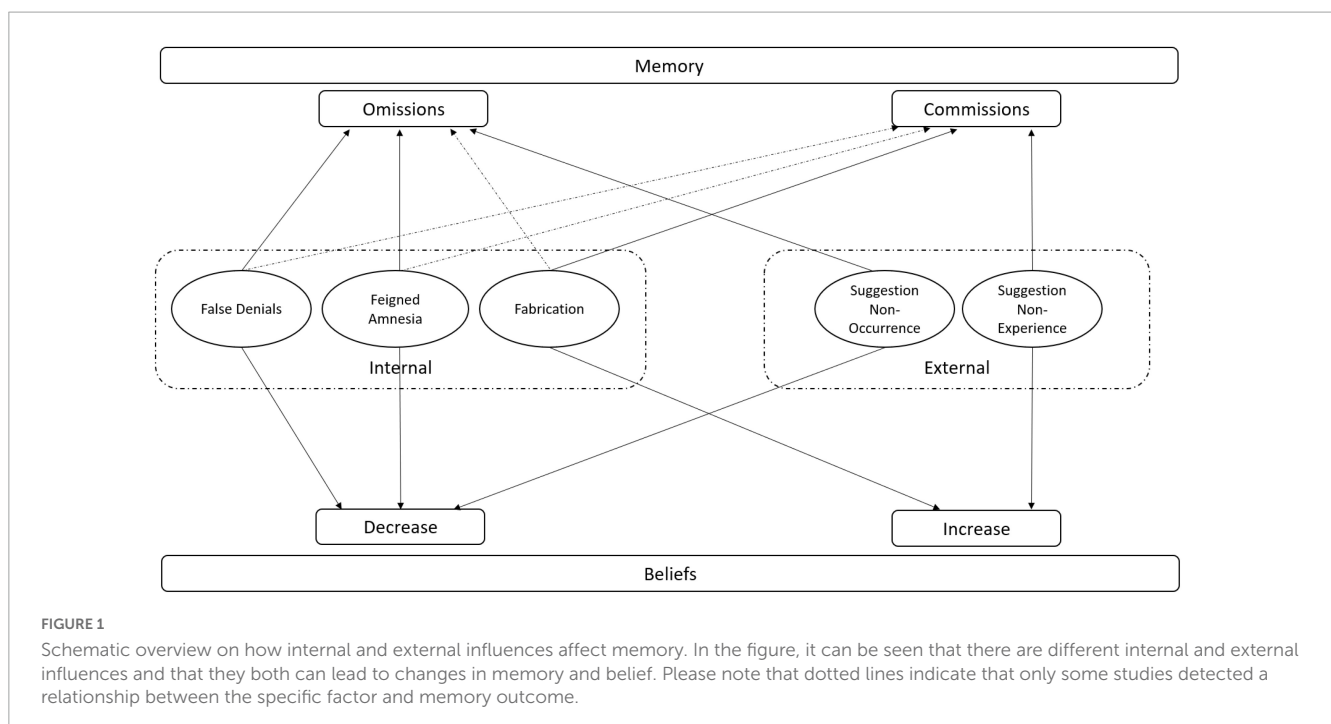 Memory
Omissions
Commissions
False Denials
Feigned
Amnesia
Fabrication
Suggestion
Non-
Occurrence
Suggestion
Non-
Experience
Internal
External
Decrease
Increase
Beliefs
FIGURE 1
Schematic overview on how internal and external influences affect memory. In the figure, it can be seen that there are different internal and external
influences and that they both can lead to changes in memory and belief. Please note that dotted lines indicate that only some studies detected a
relationship between the specific factor and memory outcome.